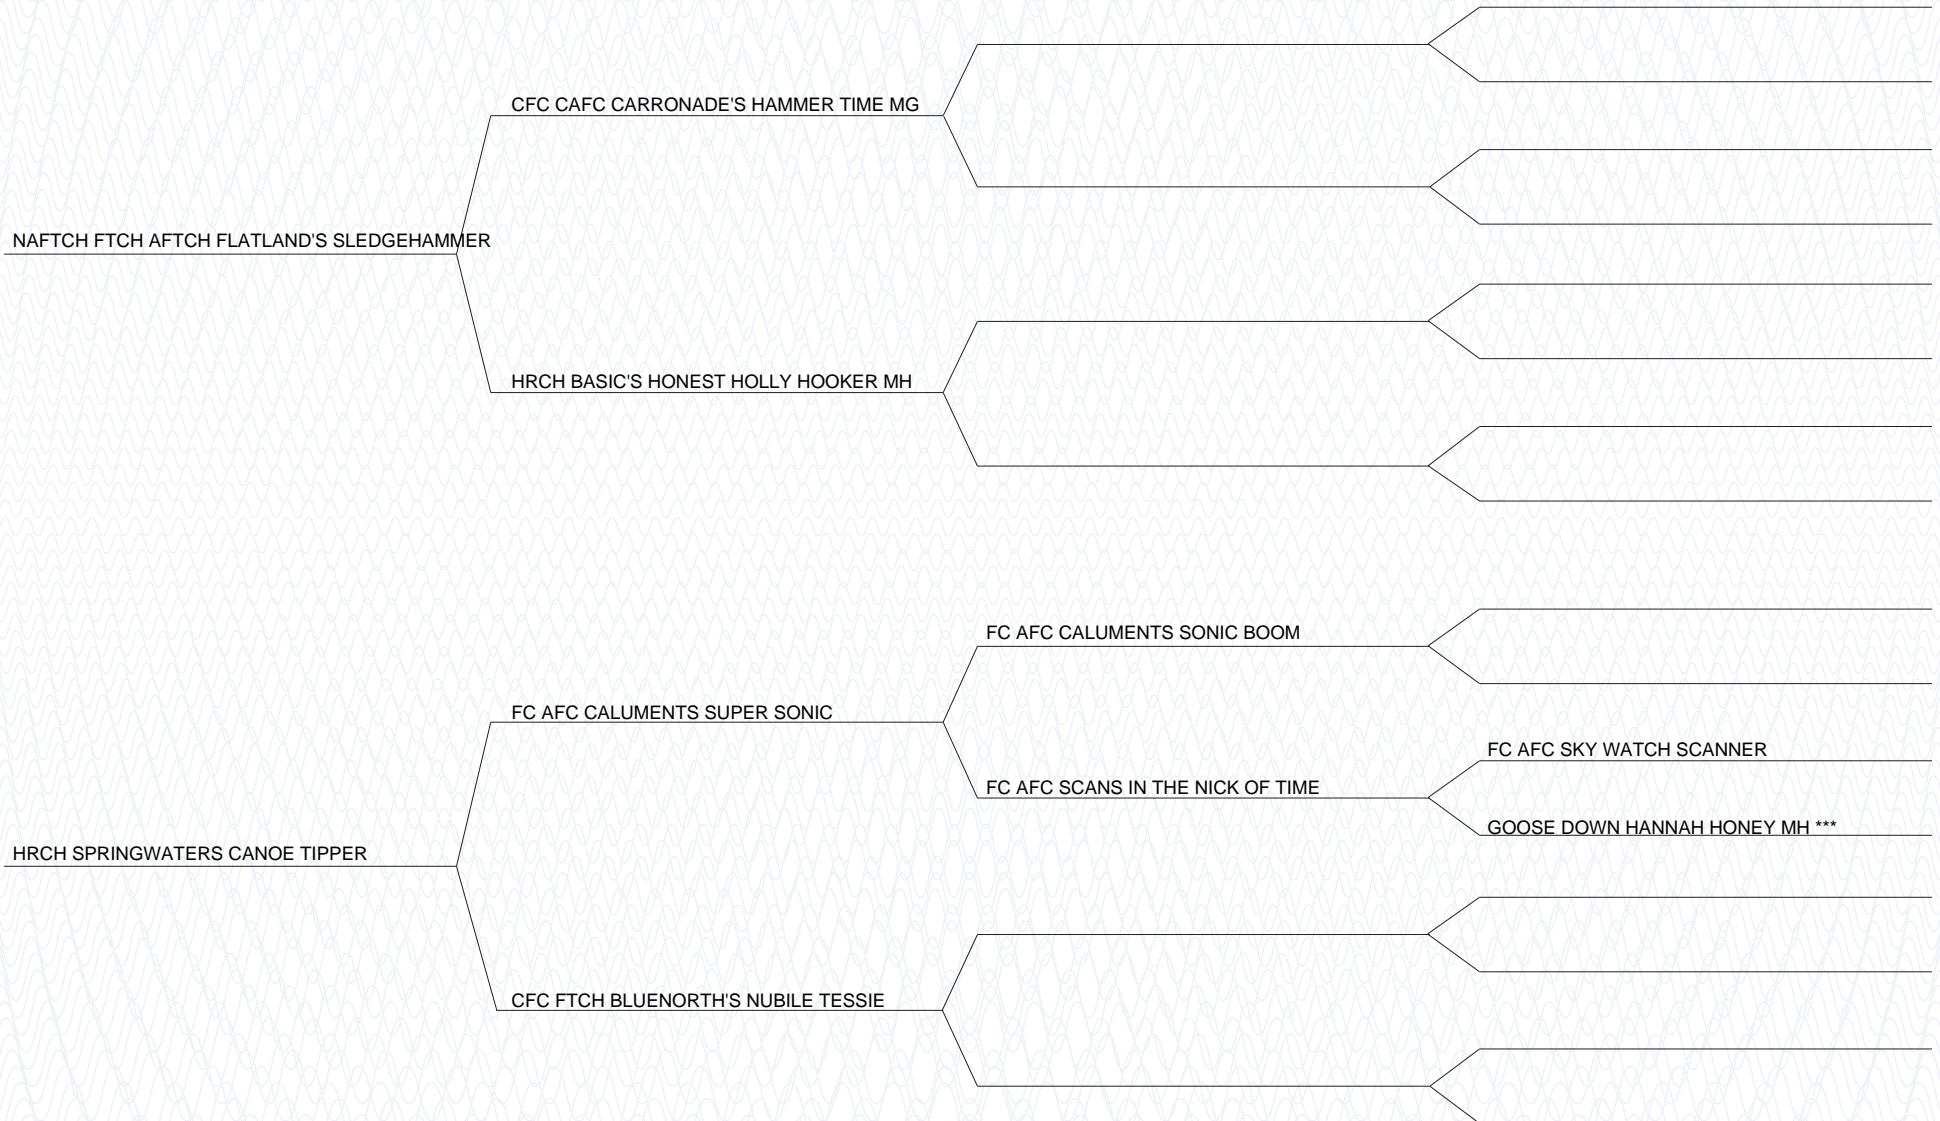 CFC CAFC CARRONADE'S HAMMER TIME MG
NAFTCH FTCH AFTCH FLATLAND'S SLEDGEHAMMER
HRCH BASIC'S HONEST HOLLY HOOKER MH
FC AFC CALUMENTS SONIC BOOM
FC AFC CALUMENTS SUPER SONIC
FC AFC SKY WATCH SCANNER
FC AFC SCANS IN THE NICK OF TIME
GOOSE DOWN HANNAH HONEY MH ***
HRCH SPRINGWATERS CANOE TIPPER
CFC FTCH BLUENORTH'S NUBILE TESSIE